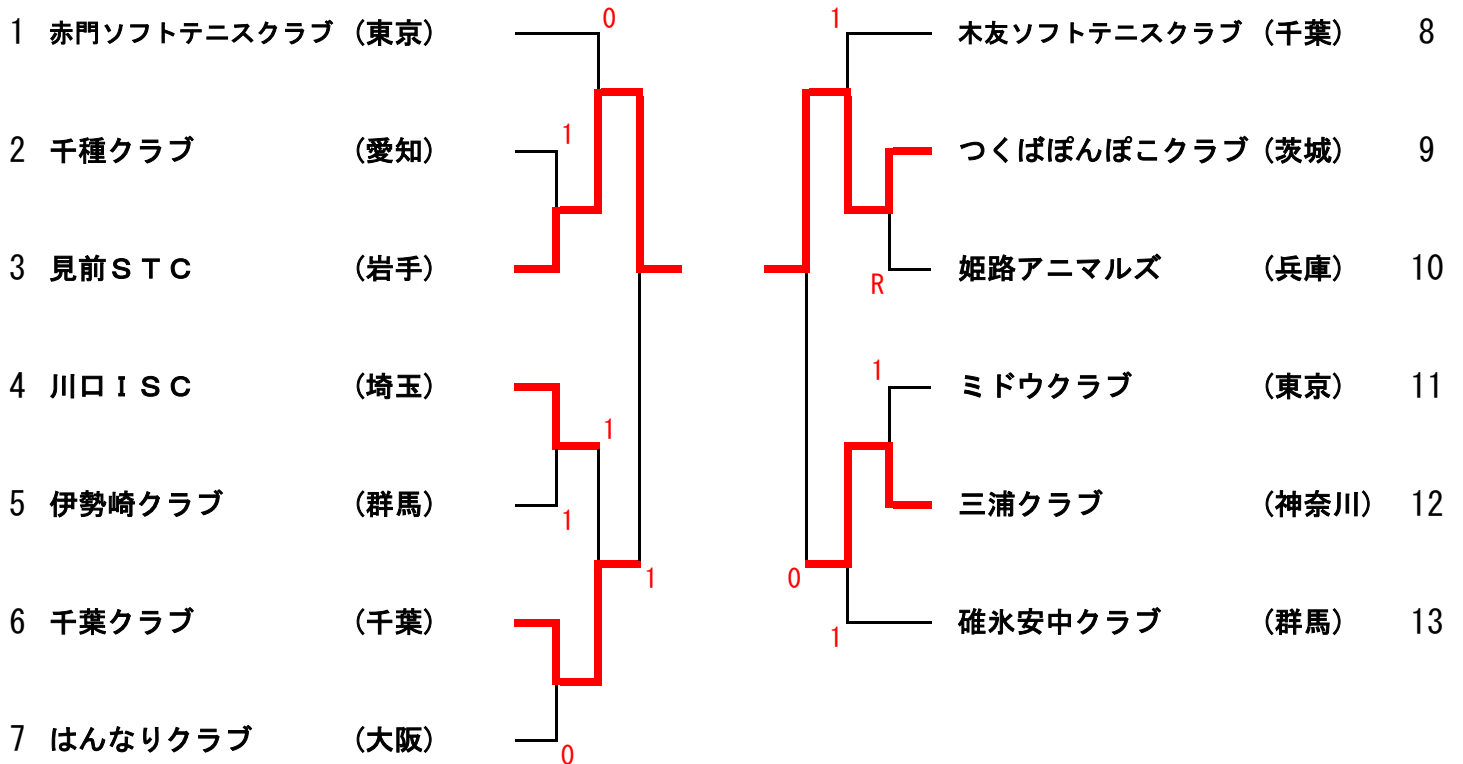 1 赤門ソフトテニスクラブ (東京) 0
2 千種クラブ (愛知) 1
3 見前STC (岩手)
4 川口ISC (埼玉) 1
5 伊勢崎クラブ (群馬) 1
6 千葉クラブ (千葉) 1
7 はんなりクラブ (大阪) 0
1 木友ソフトテニスクラブ (千葉) 8
つくばぽんぽこクラブ (茨城) 9
R 姫路アニマルズ (兵庫) 10
1 ミドウクラブ (東京) 11
三浦クラブ (神奈川) 12
0
1 碓氷安中クラブ (群馬) 13